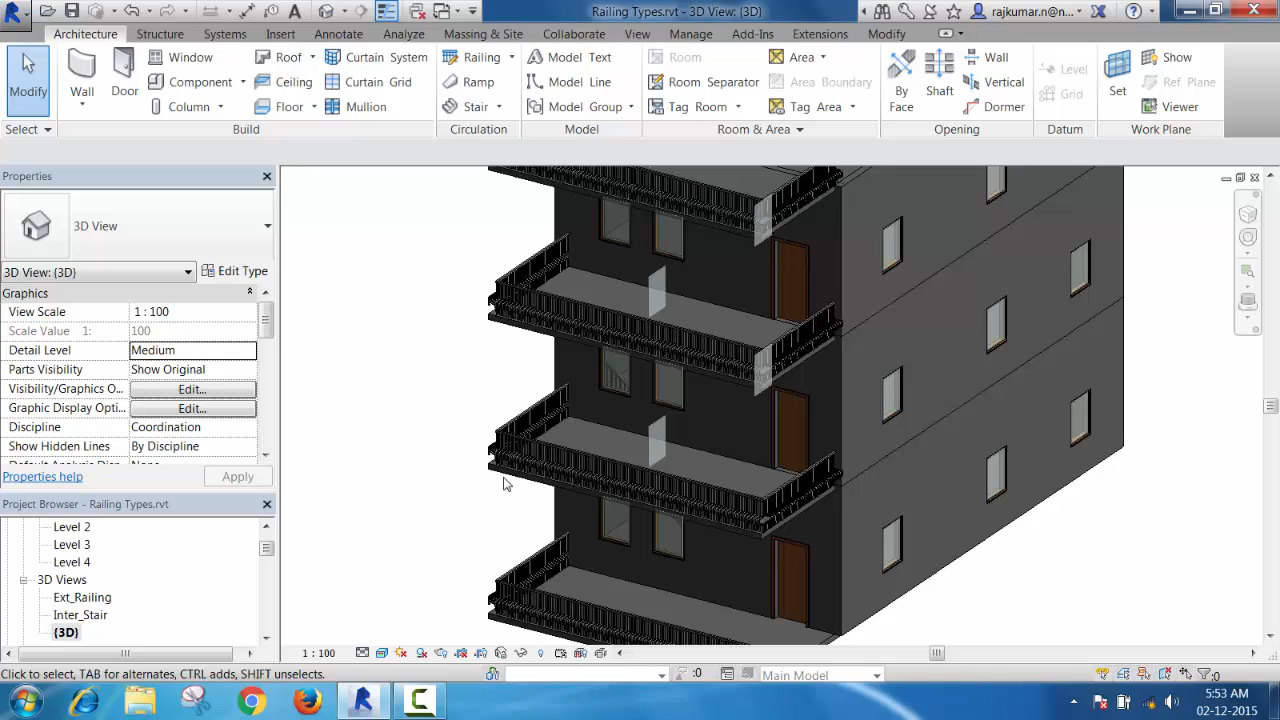 Railing Types.rvt - 3D View: {3D}
rajkumar.n@n...
Architecture Structure Systems Insert Annotate Analyze Massing & Site Collaborate View Manage Add-Ins Extensions Modify
Modify
Wall
Door
Window
Component
Column
Roof
Ceiling
Floor
Curtain System
Curtain Grid
Mullion
Railing
Ramp
Stair
Model Text
Model Line
Model Group
Room
Room Separator
Tag Room
Area
Area Boundary
Tag Area
By
Face
Shaft
Wall
Vertical
Dormer
Level
Grid
Set
Show
Ref Plane
Viewer
Select
Build
Circulation
Model
Room & Area
Opening
Datum
Work Plane
Properties
3D View
3D View: {3D}
Edit Type
Graphics
View Scale 1 : 100
Scale Value 1: 100
Detail Level Medium
Parts Visibility Show Original
Visibility/Graphics O... Edit...
Graphic Display Opti... Edit...
Discipline Coordination
Show Hidden Lines By Discipline
Properties help
Apply
Project Browser - Railing Types.rvt
Level 2
Level 3
Level 4
3D Views
Ext_Railing
Inter_Stair
{3D}
1 : 100
Click to select, TAB for alternates, CTRL adds, SHIFT unselects.
:0
Main Model
:0
5:53 AM
02-12-2015